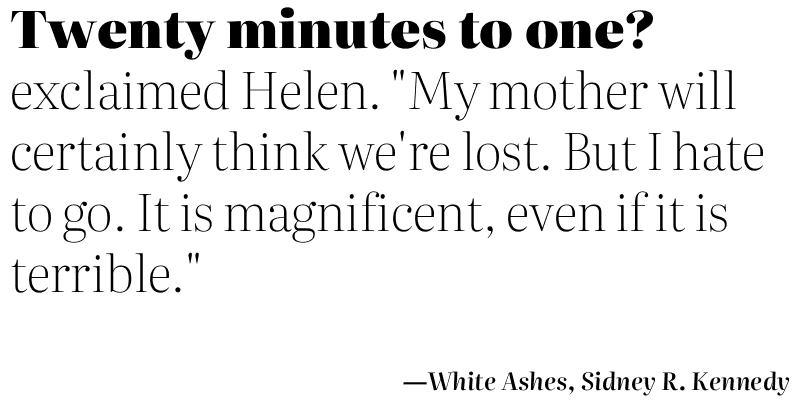 Twenty minutes to one?
exclaimed Helen. "My mother will
certainly think we're lost. But I hate
to go. It is magnificent, even if it is
terrible."
—White Ashes, Sidney R. Kennedy